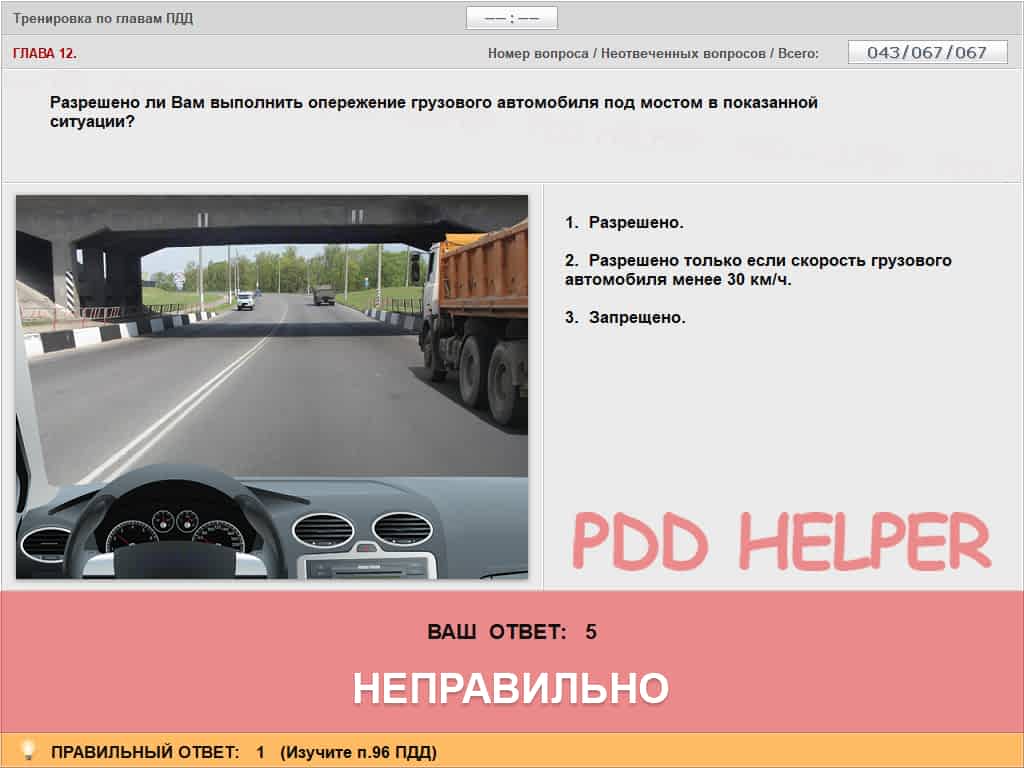 Тренировка по главам ПДД
—— : ——
ГЛАВА 12.
Номер вопроса / Неотвеченных вопросов / Всего:
043/067/067
Разрешено ли Вам выполнить опережение грузового автомобиля под мостом в показанной
ситуации?
1. Разрешено.
2. Разрешено только если скорость грузового
автомобиля менее 30 км/ч.
3. Запрещено.
PDD HELPER
ВАШ ОТВЕТ: 5
НЕПРАВИЛЬНО
ПРАВИЛЬНЫЙ ОТВЕТ: 1 (Изучите п.96 ПДД)